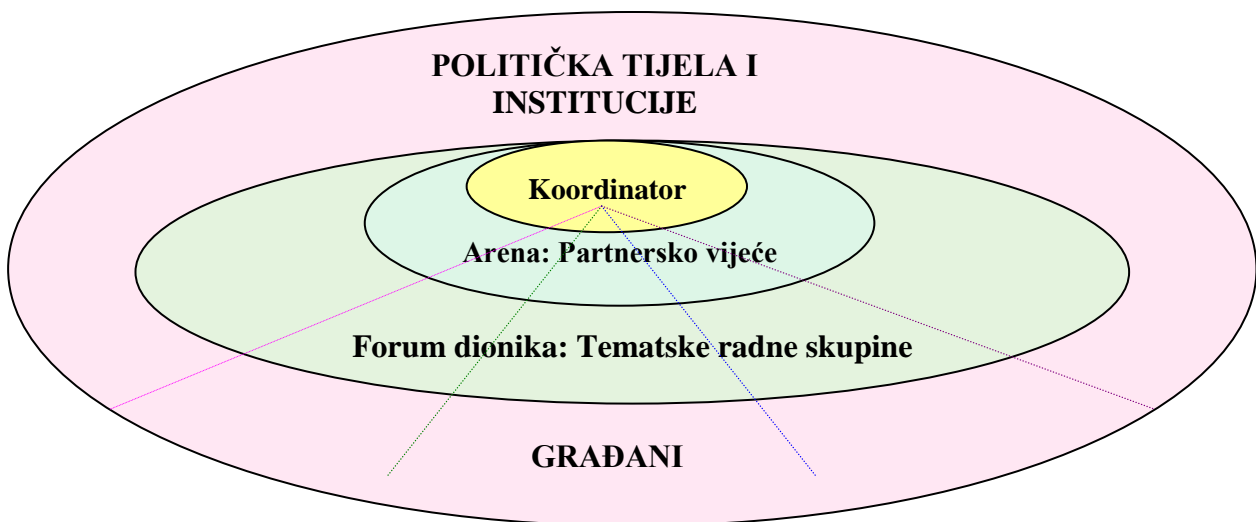 POLITIČKA TIJELA I
INSTITUCIJE
Koordinator
Arena: Partnersko vijeće
Forum dionika: Tematske radne skupine
GRAĐANI